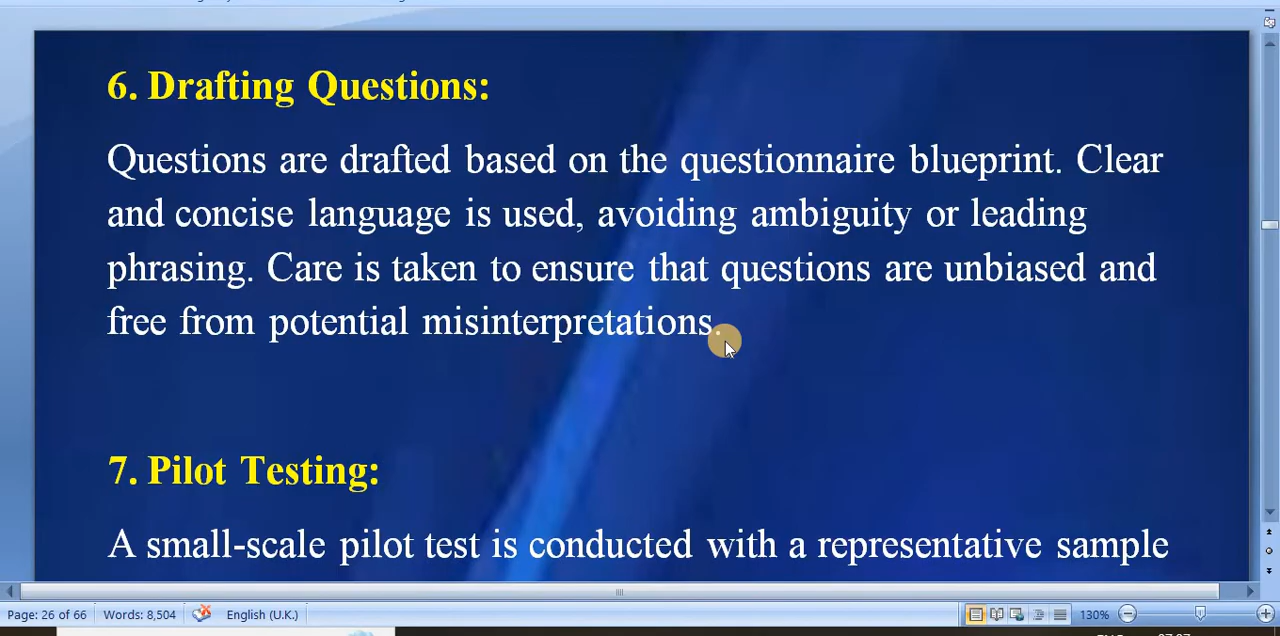 6. Drafting Questions:
Questions are drafted based on the questionnaire blueprint. Clear
and concise language is used, avoiding ambiguity or leading
phrasing. Care is taken to ensure that questions are unbiased and
free from potential misinterpretations.
7. Pilot Testing:
A small-scale pilot test is conducted with a representative sample
Page: 26 of 66 Words: 8,504 English (U.K.) 130%